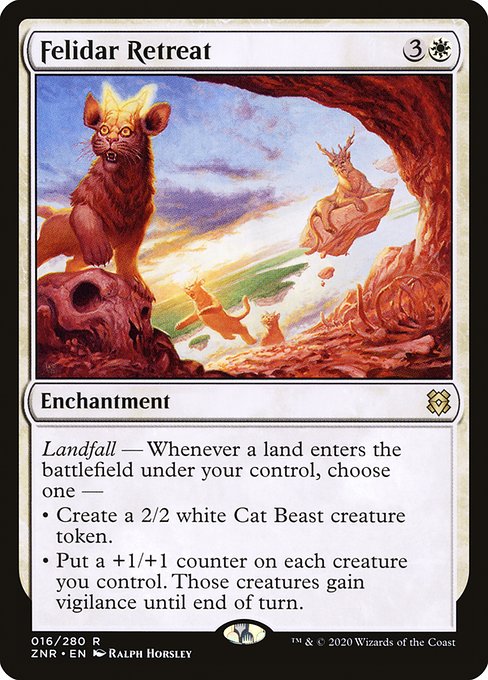 Felidar Retreat 3
Enchantment
Landfall — Whenever a land enters the
battlefield under your control, choose
one —
• Create a 2/2 white Cat Beast creature
token.
• Put a +1/+1 counter on each creature
you control. Those creatures gain
vigilance until end of turn.
016/280 R
ZNR • EN Ralph Horsley
™ & © 2020 Wizards of the Coast